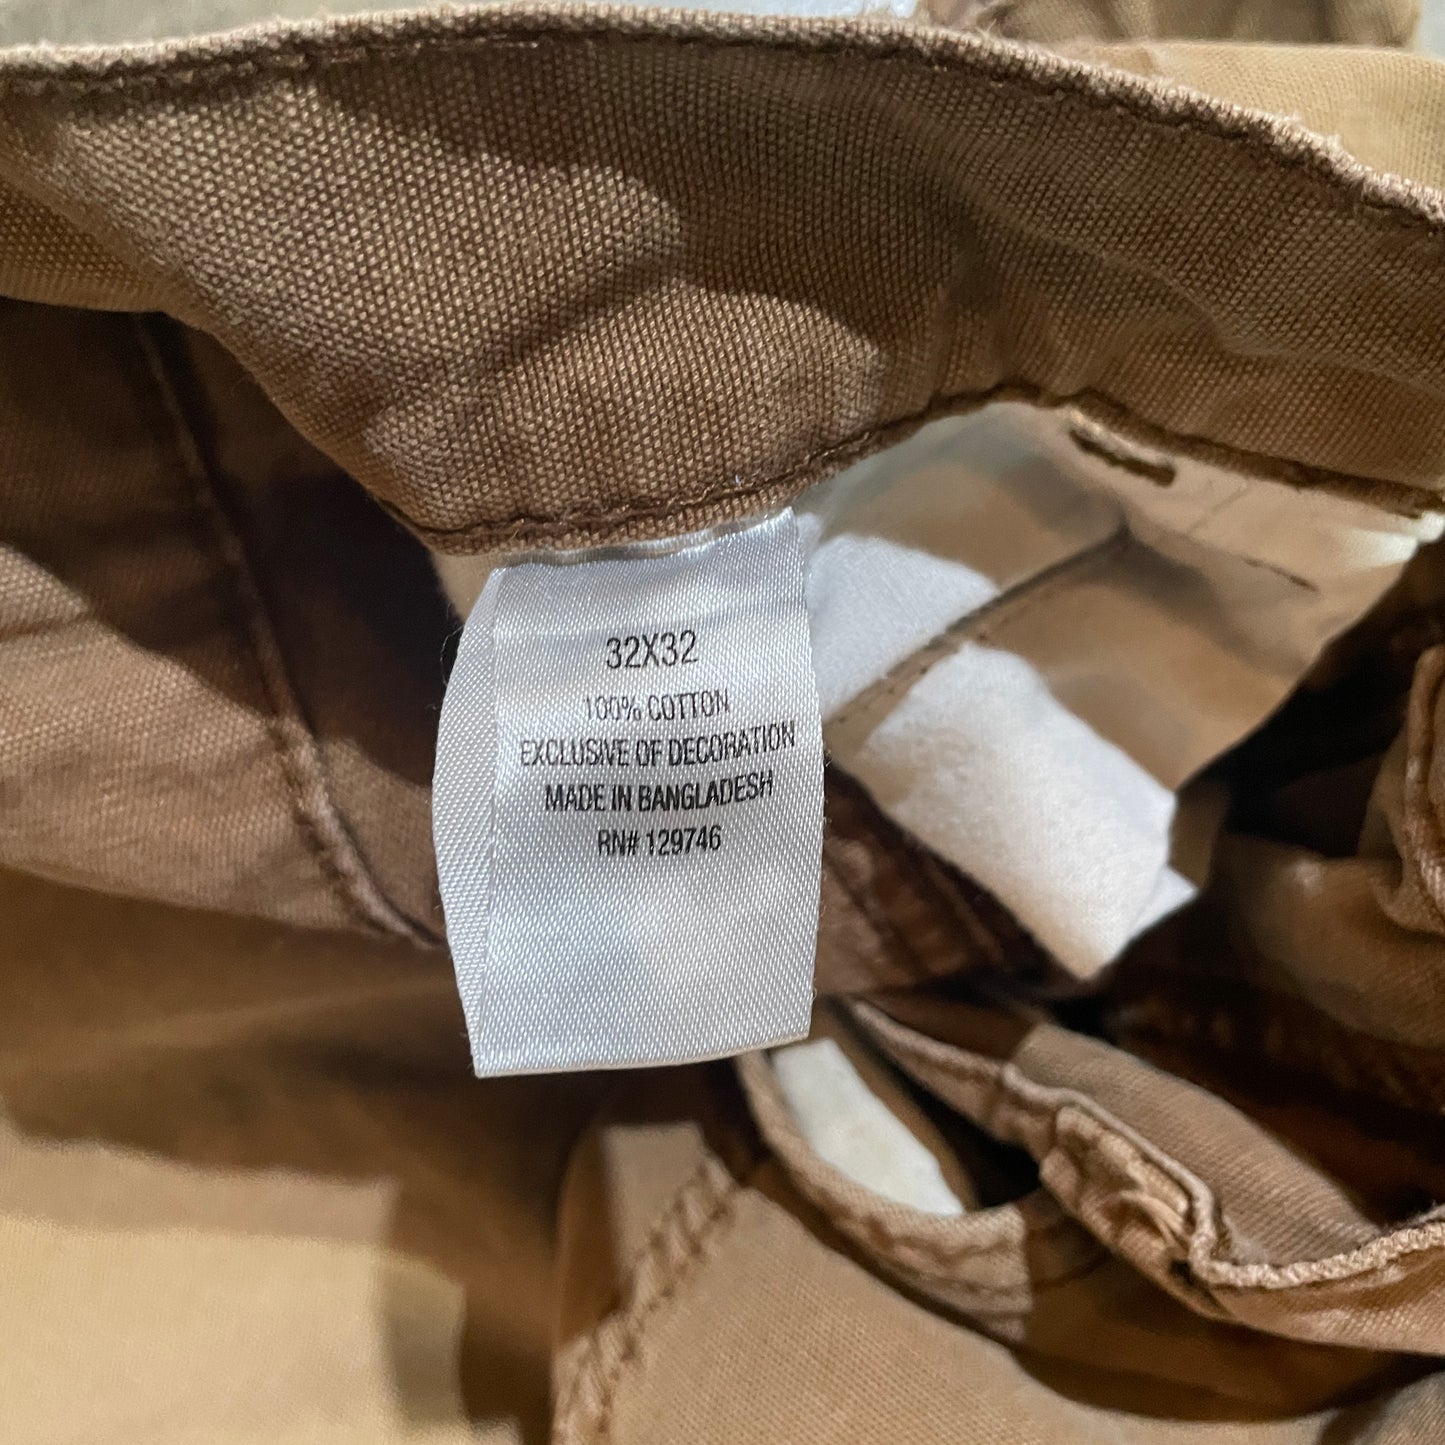 32X32
100% COTTON
EXCLUSIVE OF DECORATION
MADE IN BANGLADESH
RN# 129746